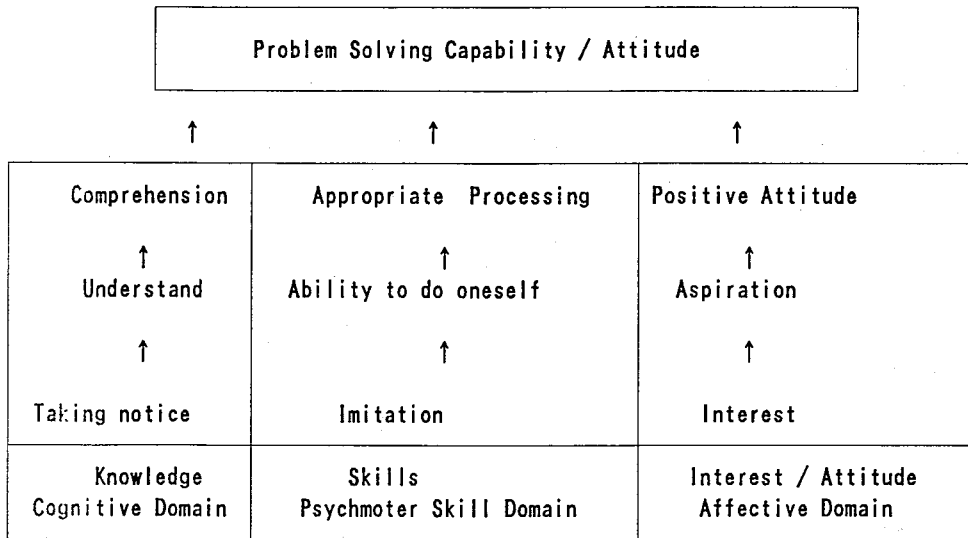 Problem Solving Capability / Attitude
↑ ↑ ↑
Comprehension Appropriate Processing Positive Attitude
↑ ↑ ↑
Understand Ability to do oneself Aspiration
↑ ↑ ↑
Taking notice Imitation Interest
Knowledge Skills Interest / Attitude
Cognitive Domain Psychmoter Skill Domain Affective Domain